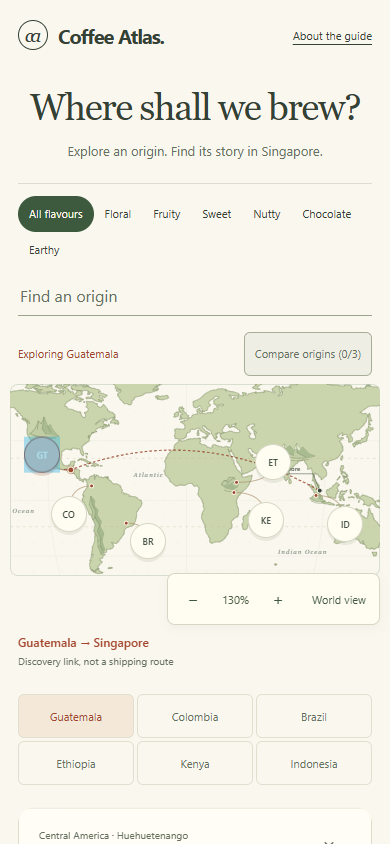 ca Coffee Atlas. About the guide
Where shall we brew?
Explore an origin. Find its story in Singapore.
All flavours Floral Fruity Sweet Nutty Chocolate
Earthy
Find an origin
Exploring Guatemala Compare origins (0/3)
GT
ET
Atlantic
Ocean
CO
KE
ID
BR
Indian Ocean
− 130% + World view
Guatemala → Singapore
Discovery link, not a shipping route
Guatemala Colombia Brazil
Ethiopia Kenya Indonesia
Central America · Huehuetenango